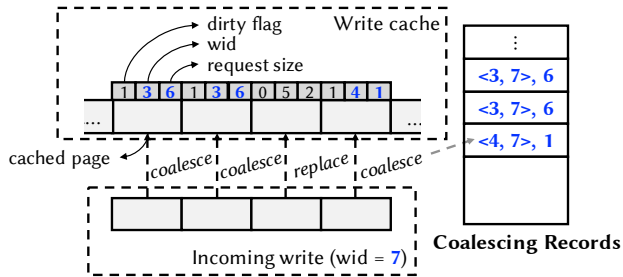 dirty flag
Write cache
wid
request size
1 3 6 1 3 6 0 5 2 1 4 1
....
....
cached page
coalesce
coalesce
replace
coalesce
Incoming write (wid = 7)
⋮
<3, 7>, 6
<3, 7>, 6
<4, 7>, 1
Coalescing Records